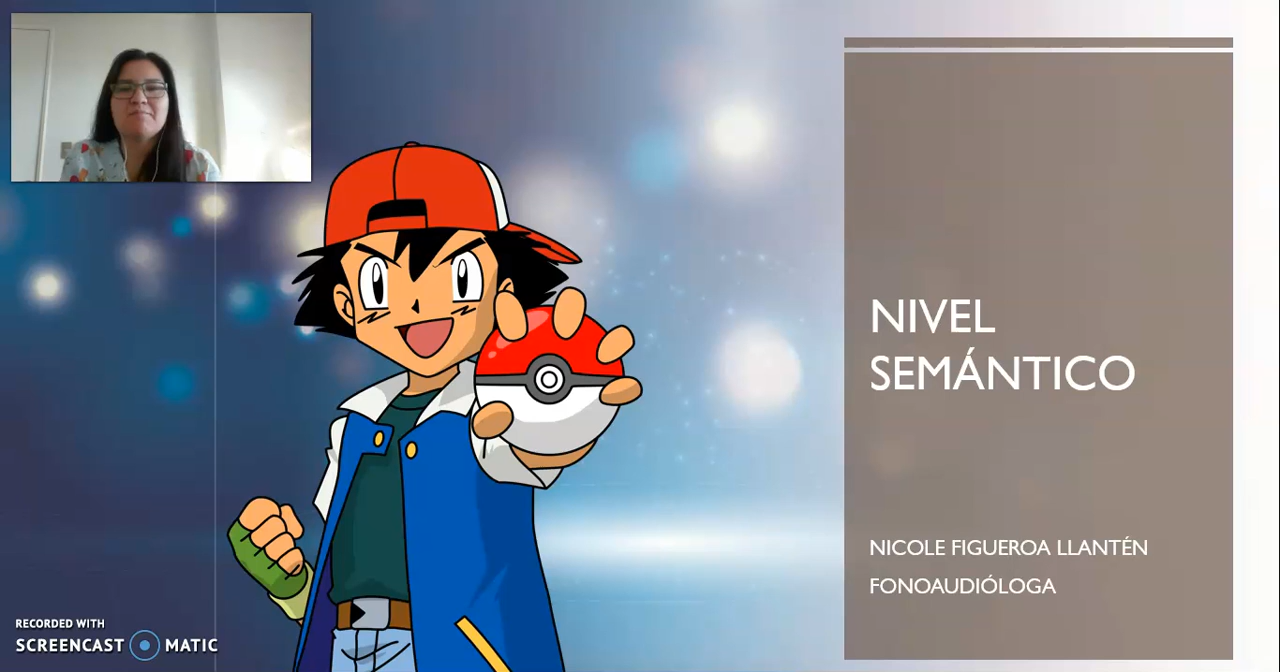 NIVEL
SEMÁNTICO
NICOLE FIGUEROA LLANTÉN
FONOAUDIÓLOGA
RECORDED WITH
SCREENCAST MATIC